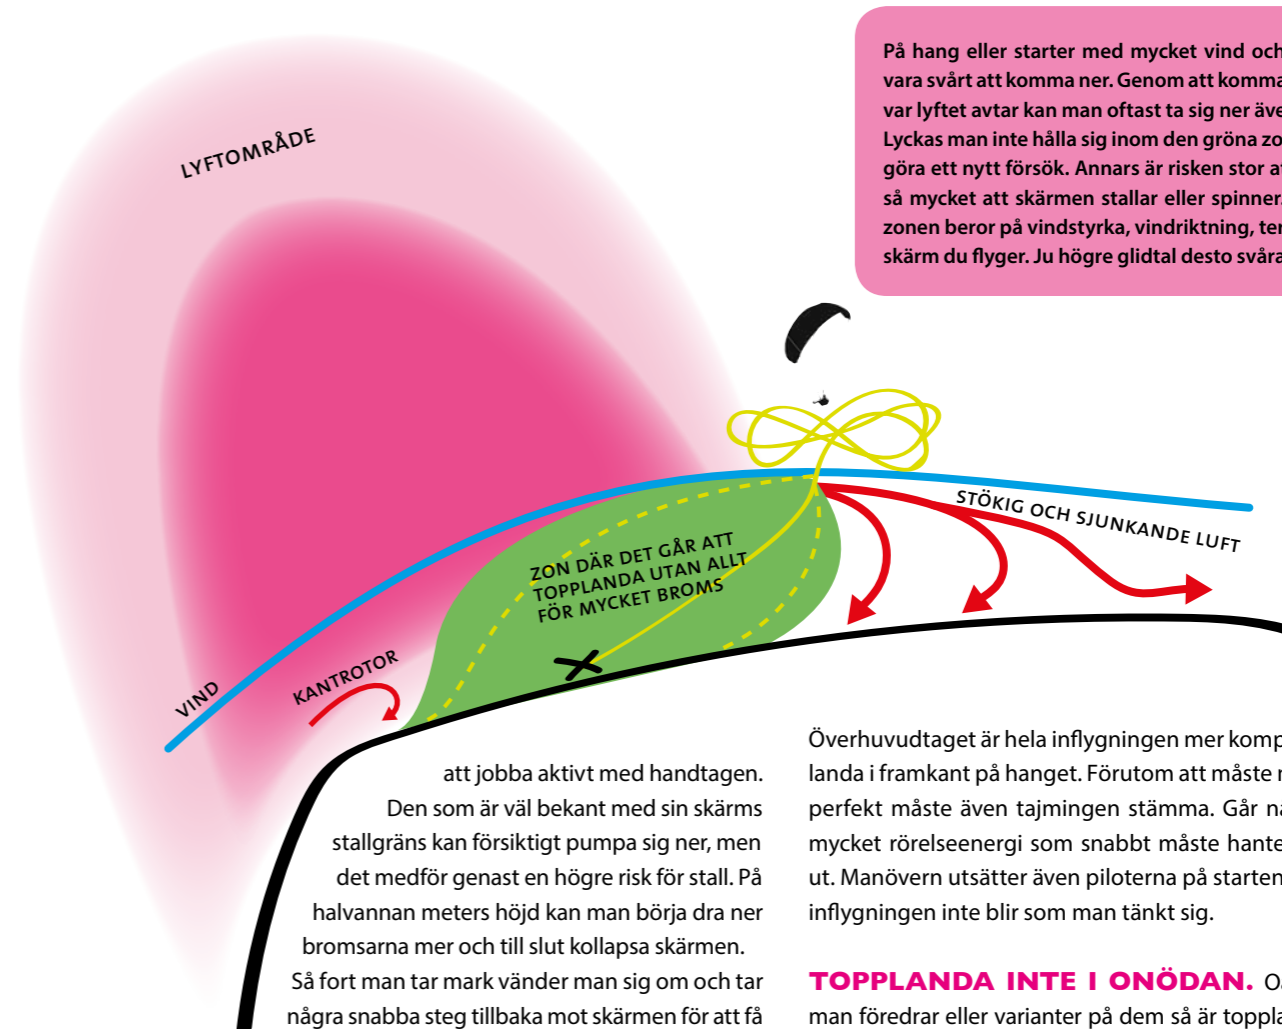 På hang eller starter med mycket vind och
vara svårt att komma ner. Genom att komma
var lyftet avtar kan man oftast ta sig ner äve
Lyckas man inte hålla sig inom den gröna zo
göra ett nytt försök. Annars är risken stor at
så mycket att skärmen stallar eller spinner.
zonen beror på vindstyrka, vindriktning, ter
skärm du flyger. Ju högre glidtal desto svåra
LYFTOMRÅDE
STÖKIG OCH SJUNKANDE LUFT
ZON DÄR DET GÅR ATT
TOPPLANDA UTAN ALLT
FÖR MYCKET BROMS
KANTROTOR
VIND
att jobba aktivt med handtagen.
Den som är väl bekant med sin skärms
stallgräns kan försiktigt pumpa sig ner, men
det medför genast en högre risk för stall. På
halvannan meters höjd kan man börja dra ner
bromsarna mer och till slut kollapsa skärmen.
Så fort man tar mark vänder man sig om och tar
några snabba steg tillbaka mot skärmen för att få
Överhuvudtaget är hela inflygningen mer komp
landa i framkant på hanget. Förutom att måste
perfekt måste även tajmingen stämma. Går nå
mycket rörelseenergi som snabbt måste hante
ut. Manövern utsätter även piloterna på starten
inflygningen inte blir som man tänkt sig.
TOPPLANDA INTE I ONÖDAN.
man föredrar eller varianter på dem så är toppla